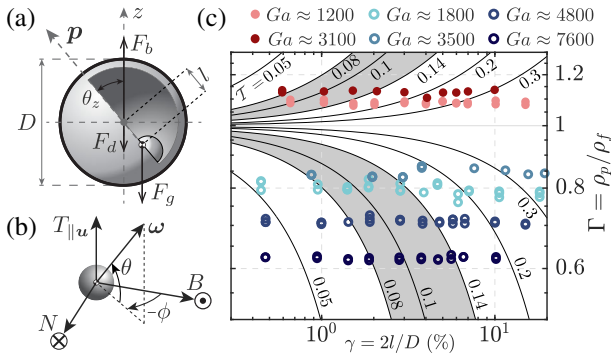 (a)
p
z
F_b
θ_z
l
D
F_d
F_g
(b)
T_∥u
ω
θ
B
-ϕ
N
(c)
Ga ≈ 1200
Ga ≈ 1800
Ga ≈ 4800
Ga ≈ 3100
Ga ≈ 3500
Ga ≈ 7600
𝒯 = 0.05
0.08
0.1
0.14
0.2
0.3
1.2
1
0.8
0.6
Γ = ρ_p/ρ_f
0.05
0.08
0.1
0.14
0.2
0.3
10^0
10^1
γ = 2l/D (%)